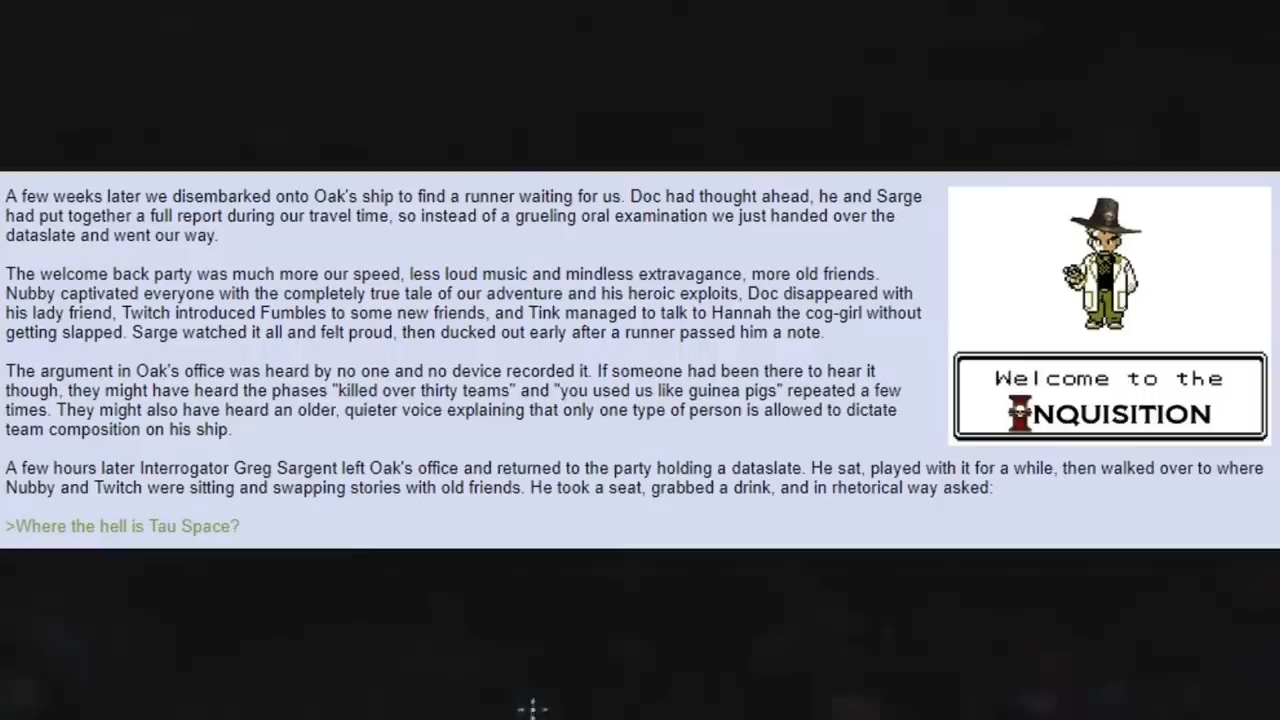 A few weeks later we disembarked onto Oak's ship to find a runner waiting for us. Doc had thought ahead, he and Sarge
had put together a full report during our travel time, so instead of a grueling oral examination we just handed over the
dataslate and went our way.
The welcome back party was much more our speed, less loud music and mindless extravagance, more old friends.
Nubby captivated everyone with the completely true tale of our adventure and his heroic exploits, Doc disappeared with
his lady friend, Twitch introduced Fumbles to some new friends, and Tink managed to talk to Hannah the cog-girl without
getting slapped. Sarge watched it all and felt proud, then ducked out early after a runner passed him a note.
The argument in Oak's office was heard by no one and no device recorded it. If someone had been there to hear it
though, they might have heard the phases "killed over thirty teams" and "you used us like guinea pigs" repeated a few
times. They might also have heard an older, quieter voice explaining that only one type of person is allowed to dictate
team composition on his ship.
A few hours later Interrogator Greg Sargent left Oak's office and returned to the party holding a dataslate. He sat, played with it for a while, then walked over to where
Nubby and Twitch were sitting and swapping stories with old friends. He took a seat, grabbed a drink, and in rhetorical way asked:
>Where the hell is Tau Space?
Welcome to the
INQUISITION